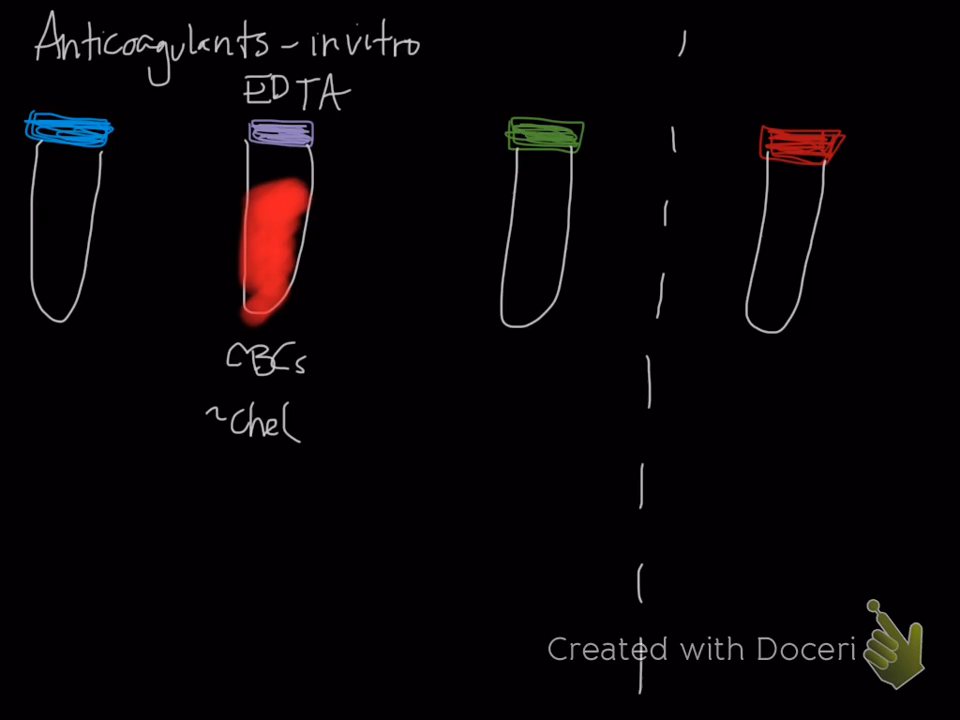 Anticoagulants - invitro
EDTA
CBCs
~chel
Created with Doceri